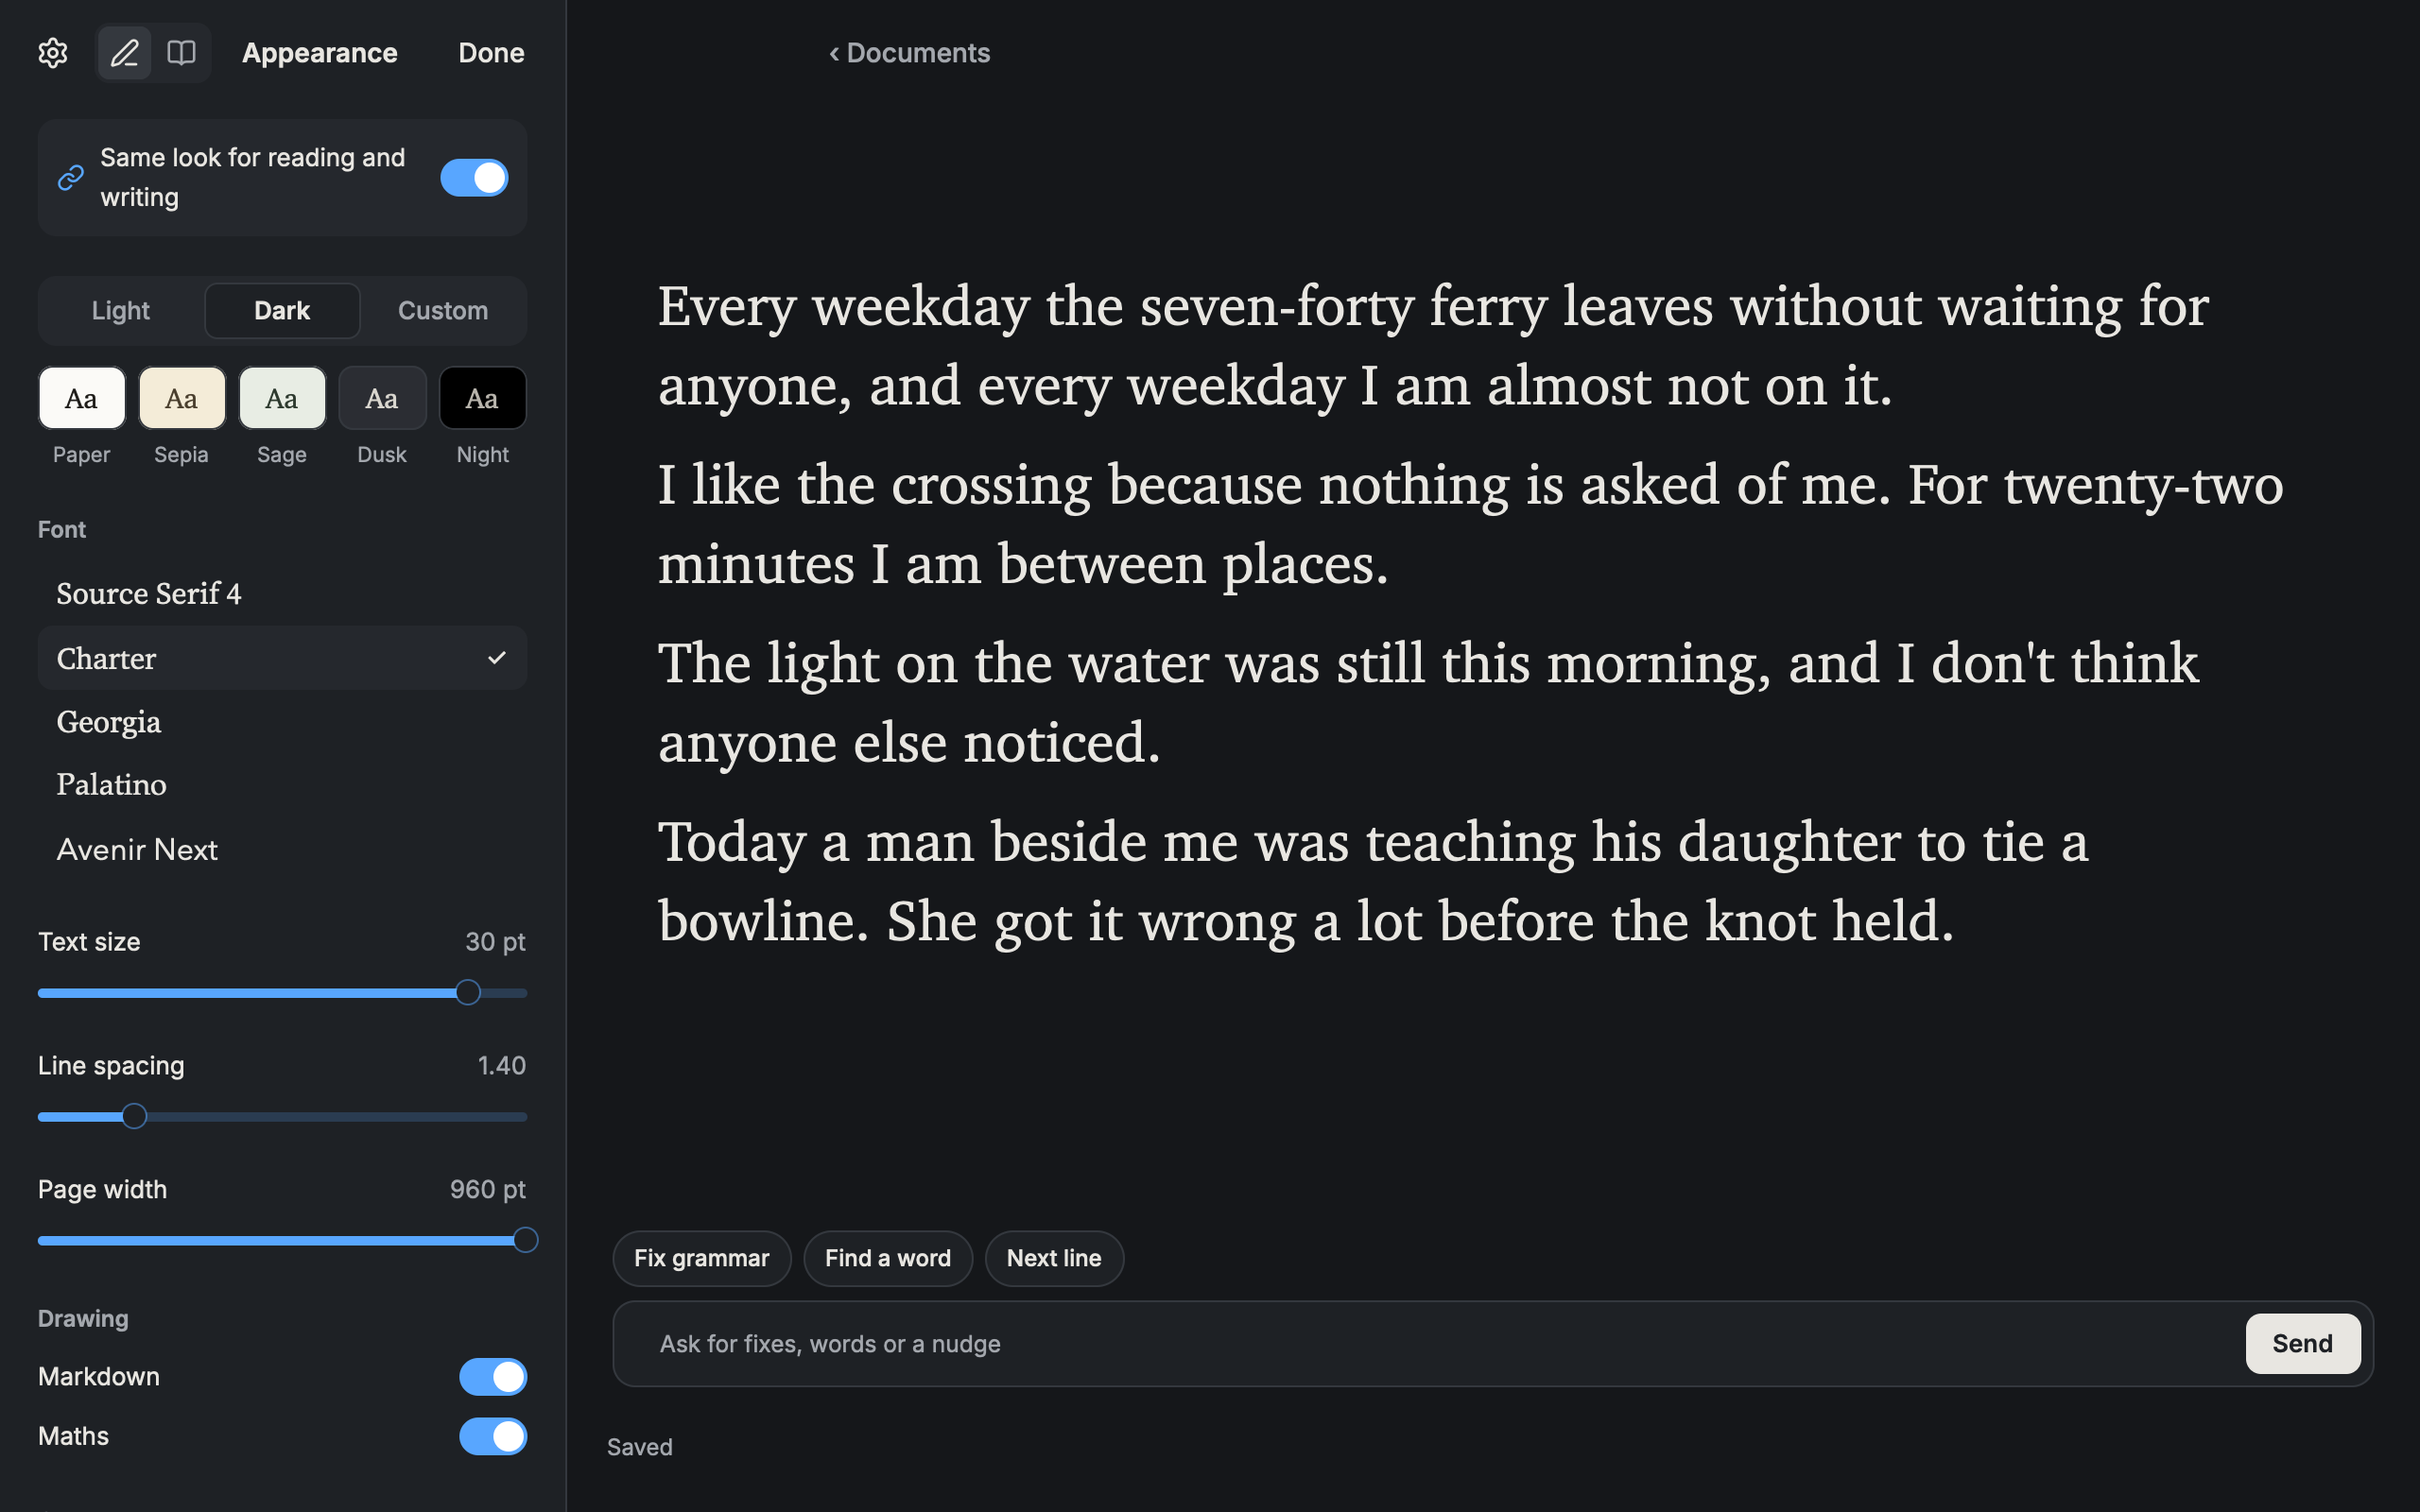 Appearance
Done
Same look for reading and
writing
Light
Dark
Custom
Aa
Aa
Aa
Aa
Aa
Paper
Sepia
Sage
Dusk
Night
Font
Source Serif 4
Charter
Georgia
Palatino
Avenir Next
Text size
30 pt
Line spacing
1.40
Page width
960 pt
Drawing
Markdown
Maths
‹ Documents
Every weekday the seven-forty ferry leaves without waiting for
anyone, and every weekday I am almost not on it.
I like the crossing because nothing is asked of me. For twenty-two
minutes I am between places.
The light on the water was still this morning, and I don't think
anyone else noticed.
Today a man beside me was teaching his daughter to tie a
bowline. She got it wrong a lot before the knot held.
Fix grammar
Find a word
Next line
Ask for fixes, words or a nudge
Send
Saved